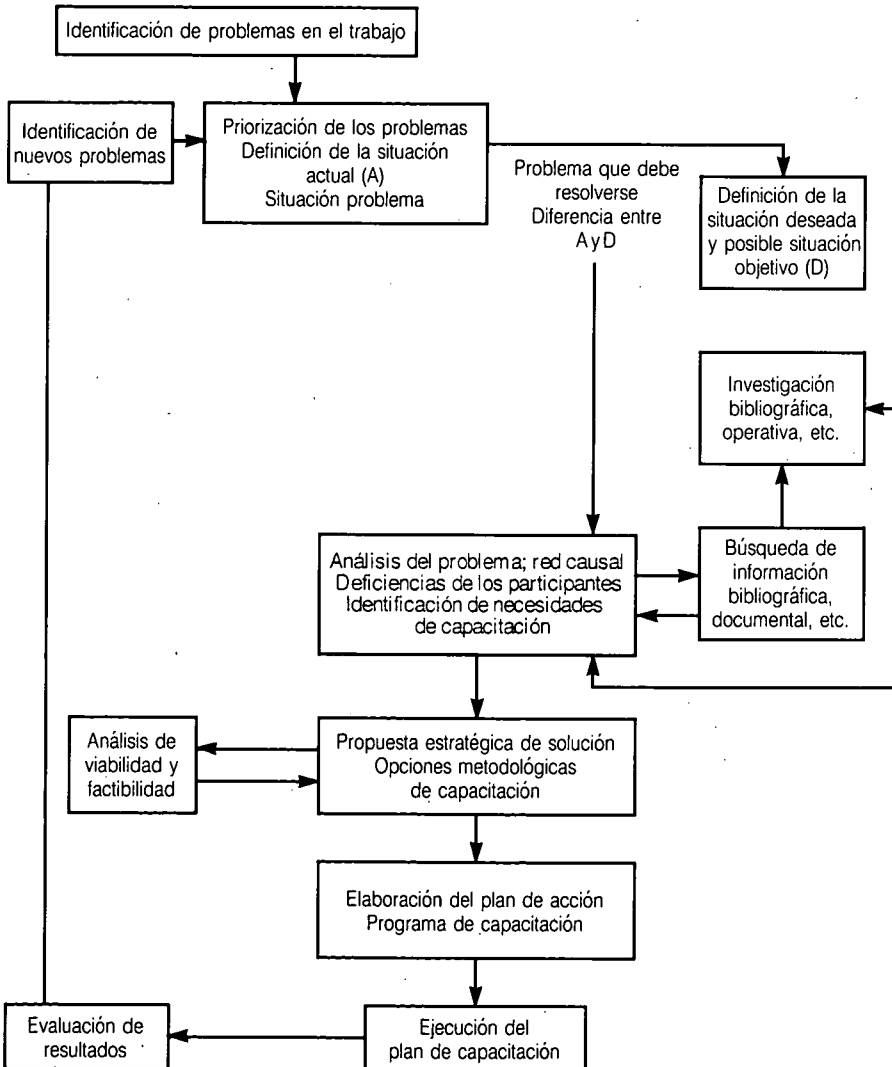 Identificación de problemas en el trabajo
Identificación de
nuevos problemas
Priorización de los problemas
Definición de la situación
actual (A)
Situación problema
Problema que debe
resolverse
Diferencia entre
A y D
Definición de la
situación deseada
y posible situación
objetivo (D)
Investigación
bibliográfica,
operativa, etc.
Análisis del problema; red causal
Deficiencias de los participantes
Identificación de necesidades
de capacitación
Búsqueda de
información
bibliográfica,
documental, etc.
Análisis de
viabilidad y
factibilidad
Propuesta estratégica de solución
Opciones metodológicas
de capacitación
Elaboración del plan de acción
Programa de capacitación
Evaluación de
resultados
Ejecución del
plan de capacitación